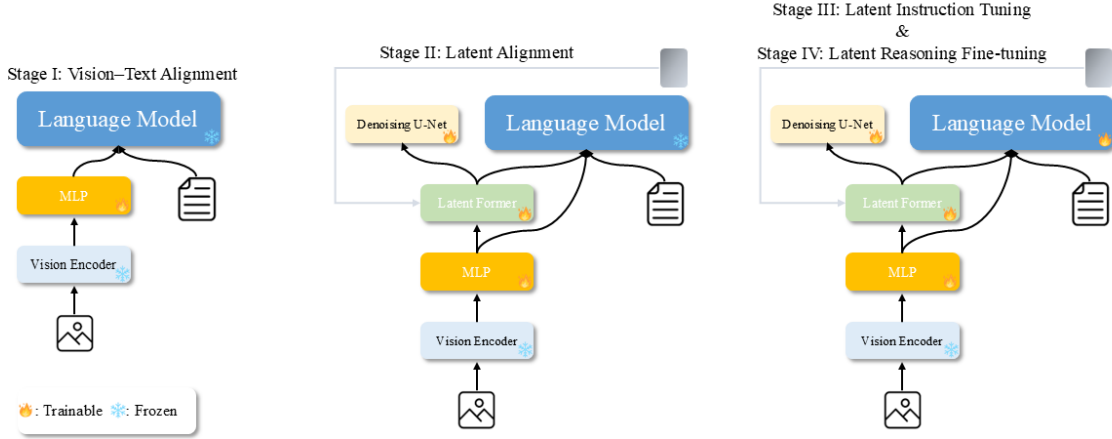 Stage I: Vision–Text Alignment
Language Model
MLP
Vision Encoder
🔥: Trainable ❄️: Frozen
Stage II: Latent Alignment
Denoising U-Net
Language Model
Latent Former
MLP
Vision Encoder
Stage III: Latent Instruction Tuning
&
Stage IV: Latent Reasoning Fine-tuning
Denoising U-Net
Language Model
Latent Former
MLP
Vision Encoder